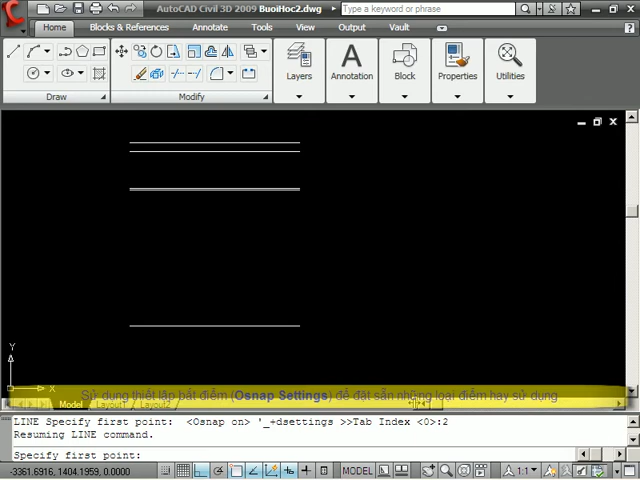 AutoCAD Civil 3D 2009 BuoiHoc2.dwg
Type a keyword or phrase
Home
Blocks & References
Annotate
Tools
View
Insert
Output
Vault
Layers
Annotation
Block
Properties
Utilities
Draw
Modify
Y
X
Sử dụng thiết lập bắt điểm (Osnap Settings) để đặt sẵn những loại điểm hay sử dụng
Model
Layout1
Layout2
LINE Specify first point: <Osnap on> '_+dsettings >>Tab Index <0>:2
Resuming LINE command.
Specify first point:
-3361.6916, 1404.1959, 0.0000
MODEL
1:1